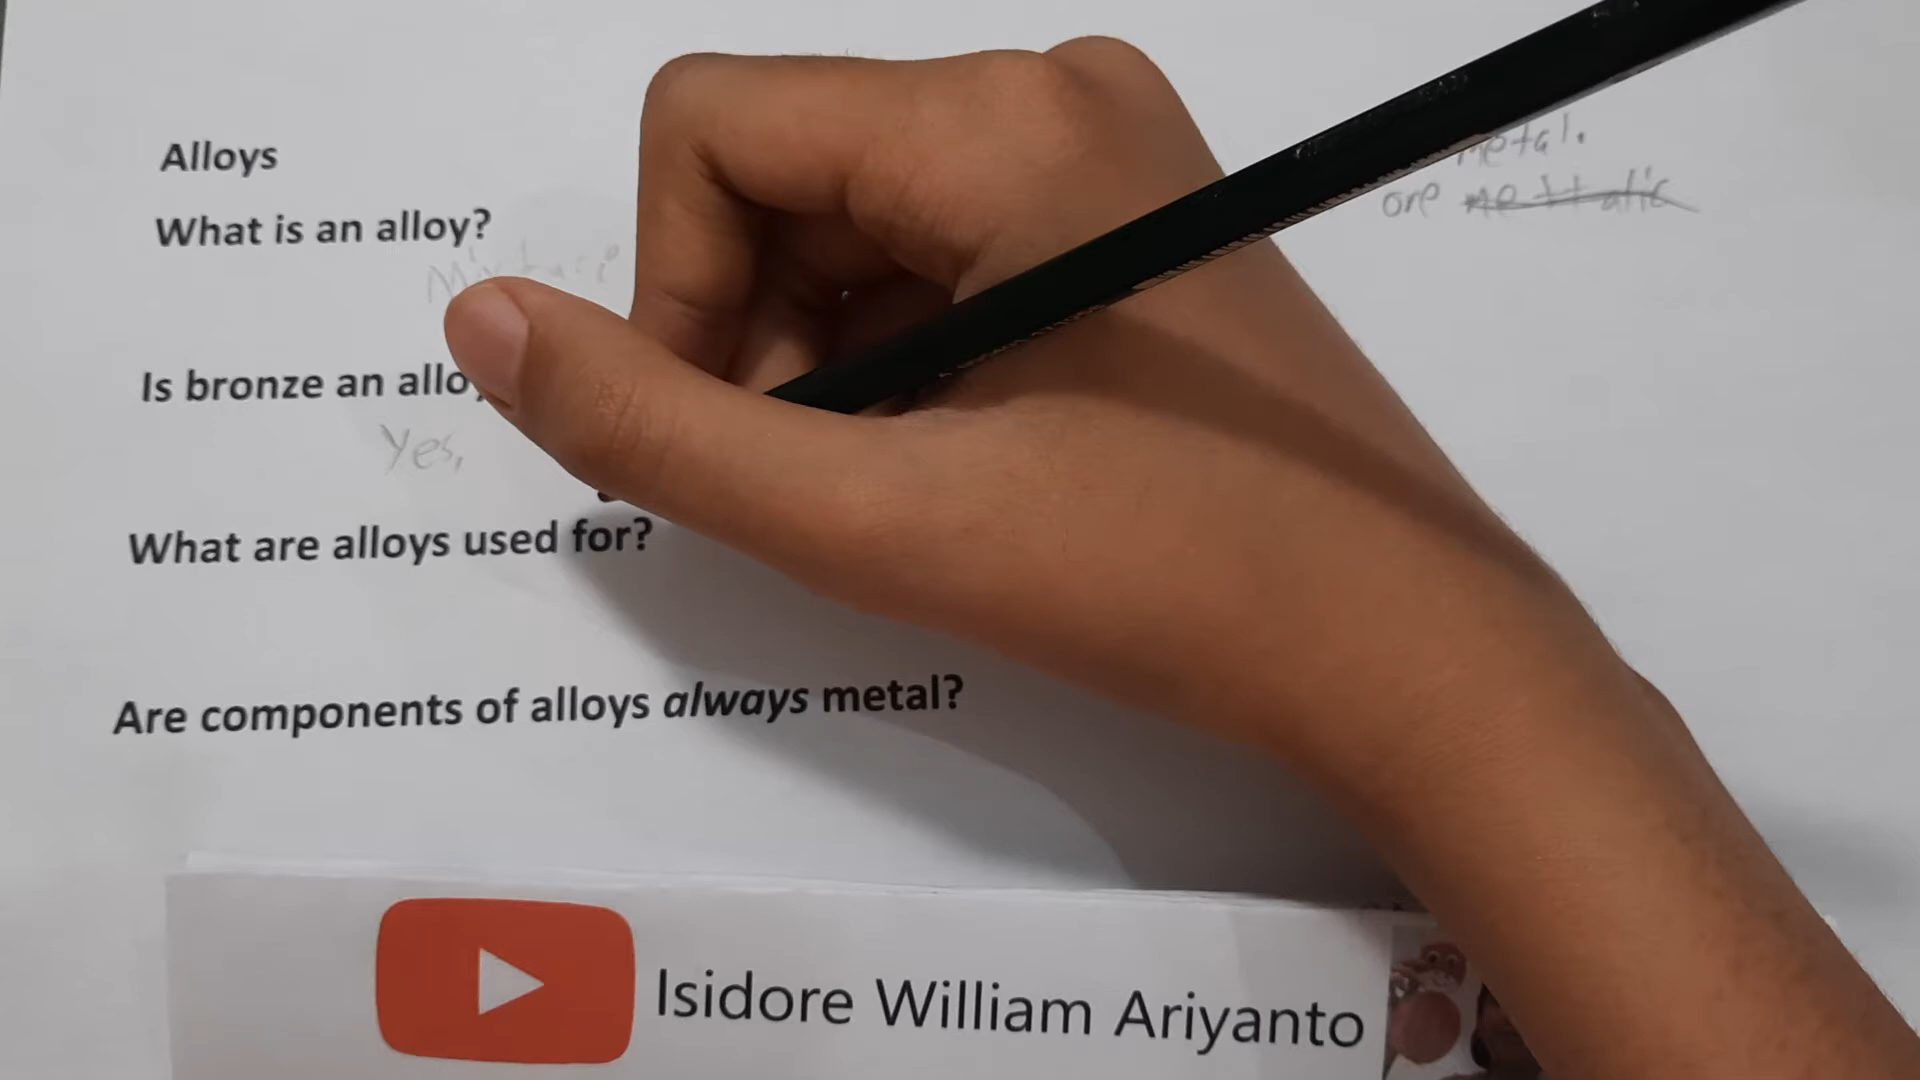 Alloys
What is an alloy?
metal.
ore metalic
Is bronze an allo
Yes,
What are alloys used for?
Are components of alloys always metal?
Isidore William Ariyanto